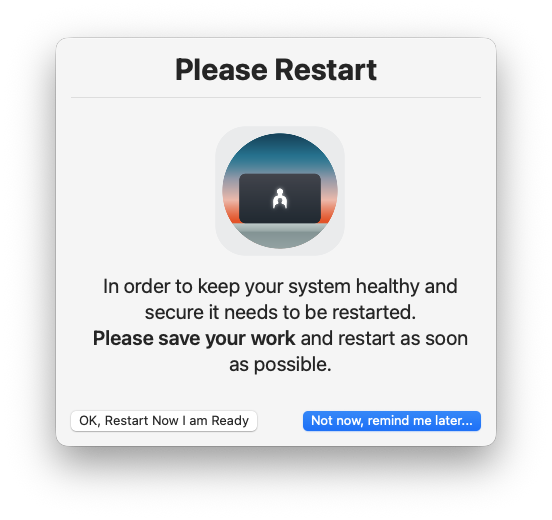 Please Restart
In order to keep your system healthy and
secure it needs to be restarted.
Please save your work and restart as soon
as possible.
OK, Restart Now I am Ready
Not now, remind me later...